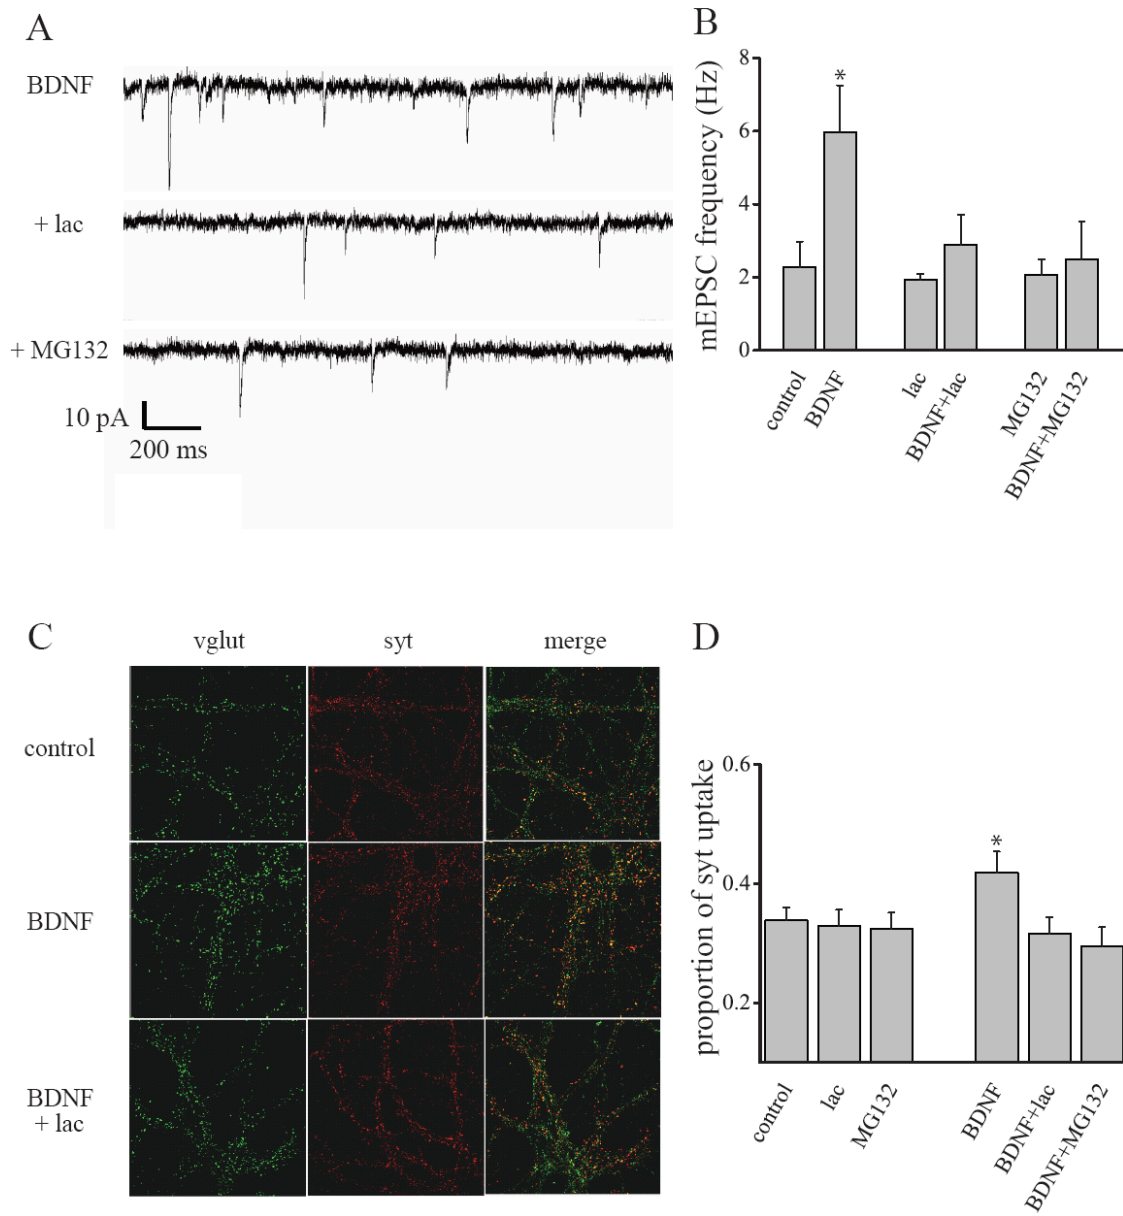 A
BDNF
+ lac
+ MG132
10 pA
200 ms
B
mEPSC frequency (Hz)
8
6
4
2
0
*
control
BDNF
lac
BDNF+lac
MG132
BDNF+MG132
C
vglut
syt
merge
control
BDNF
BDNF
+ lac
D
proportion of syt uptake
0.6
0.4
0.2
*
control
lac
MG132
BDNF
BDNF+lac
BDNF+MG132